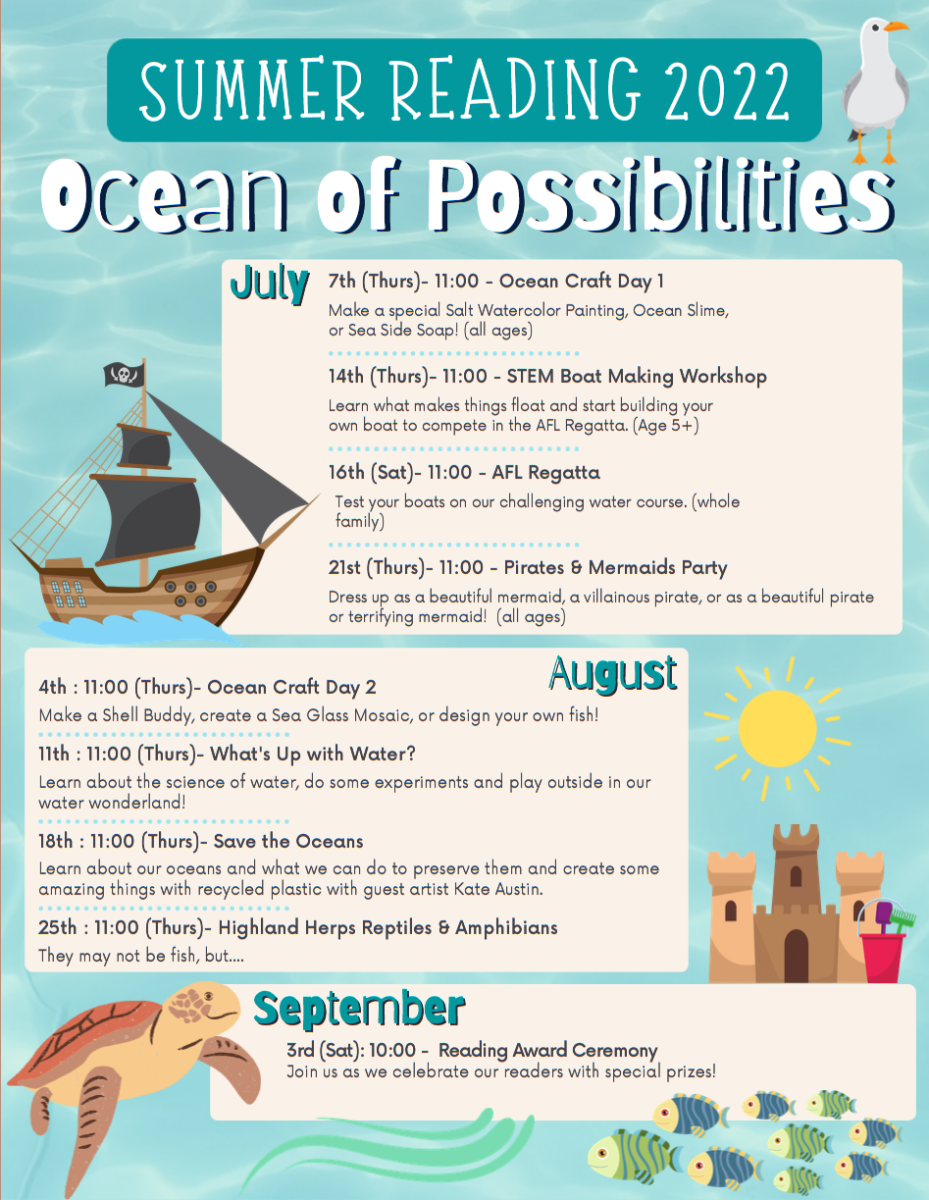 SUMMER READING 2022
Ocean of Possibilities
July
7th (Thurs)- 11:00 - Ocean Craft Day 1
Make a special Salt Watercolor Painting, Ocean Slime,
or Sea Side Soap! (all ages)
14th (Thurs)- 11:00 - STEM Boat Making Workshop
Learn what makes things float and start building your
own boat to compete in the AFL Regatta. (Age 5+)
16th (Sat)- 11:00 - AFL Regatta
Test your boats on our challenging water course. (whole
family)
21st (Thurs)- 11:00 - Pirates & Mermaids Party
Dress up as a beautiful mermaid, a villainous pirate, or as a beautiful pirate
or terrifying mermaid! (all ages)
August
4th : 11:00 (Thurs)- Ocean Craft Day 2
Make a Shell Buddy, create a Sea Glass Mosaic, or design your own fish!
11th : 11:00 (Thurs)- What's Up with Water?
Learn about the science of water, do some experiments and play outside in our
water wonderland!
18th : 11:00 (Thurs)- Save the Oceans
Learn about our oceans and what we can do to preserve them and create some
amazing things with recycled plastic with guest artist Kate Austin.
25th : 11:00 (Thurs)- Highland Herps Reptiles & Amphibians
They may not be fish, but....
September
3rd (Sat): 10:00 - Reading Award Ceremony
Join us as we celebrate our readers with special prizes!